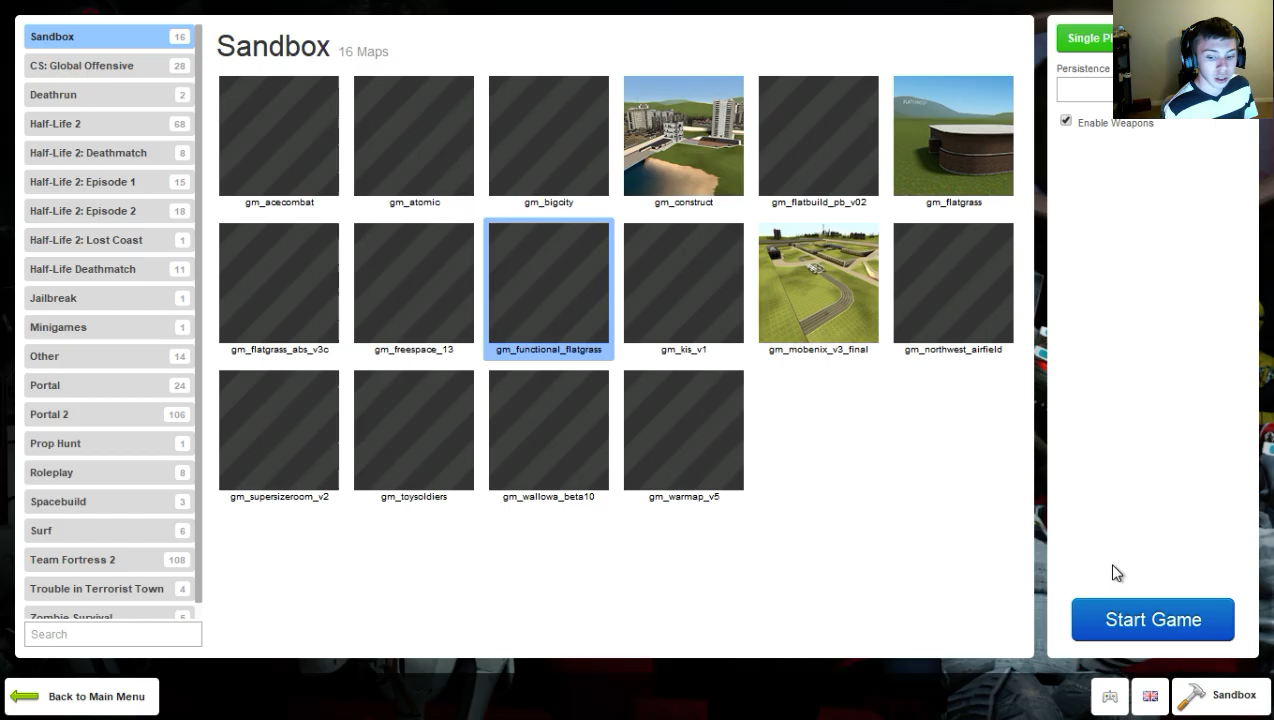 Sandbox 16
CS: Global Offensive 28
Deathrun 2
Half-Life 2 68
Half-Life 2: Deathmatch 8
Half-Life 2: Episode 1 15
Half-Life 2: Episode 2 18
Half-Life 2: Lost Coast 1
Half-Life Deathmatch 11
Jailbreak 1
Minigames 1
Other 14
Portal 24
Portal 2 106
Prop Hunt 1
Roleplay 8
Spacebuild 3
Surf 6
Team Fortress 2 108
Trouble in Terrorist Town 4
Zombie Survival 5
Search
Sandbox 16 Maps
gm_acecombat gm_atomic gm_bigcity gm_construct gm_flatbuild_pb_v02 gm_flatgrass
gm_flatgrass_abs_v3c gm_freespace_13 gm_functional_flatgrass gm_kis_v1 gm_mobenix_v3_final gm_northwest_airfield
gm_supersizeroom_v2 gm_toysoldiers gm_wallowa_beta10 gm_warmap_v5
Single Pl
Persistence
Enable Weapons
Start Game
Back to Main Menu
Sandbox